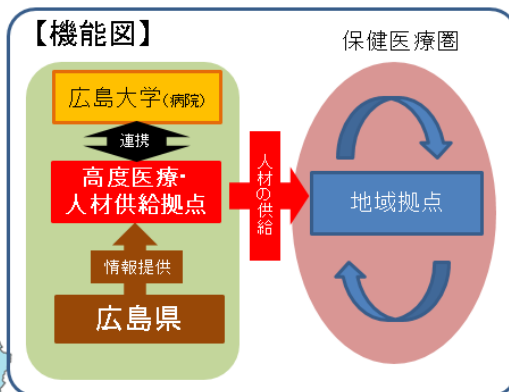 【機能図】
保健医療圏
広島大学(病院)
連携
高度医療・
人材供給拠点
人材の供給
地域拠点
情報提供
広島県